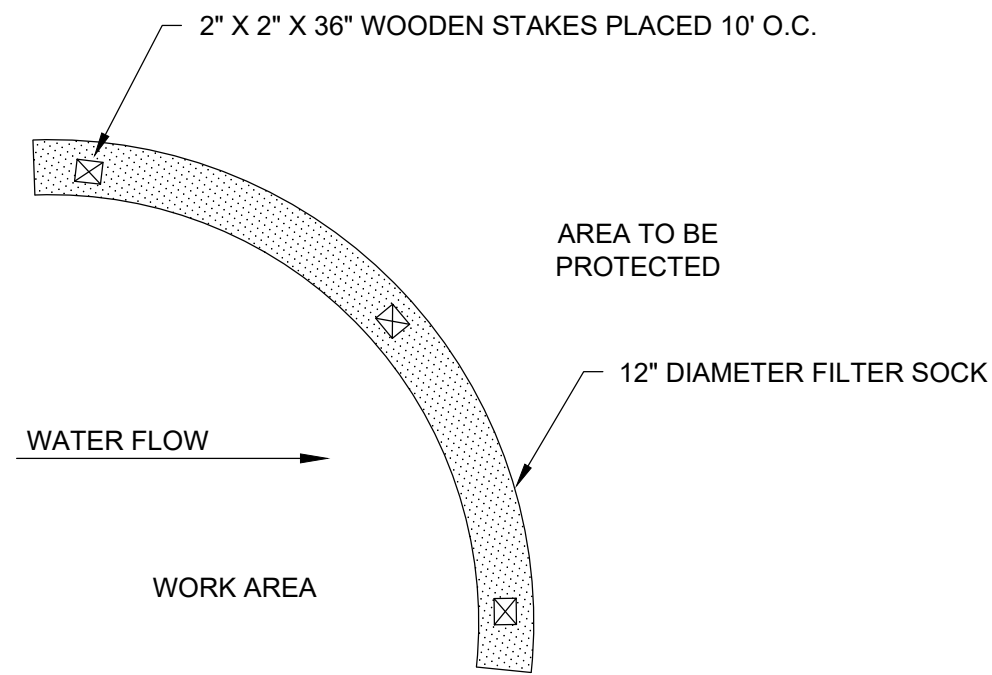 2" X 2" X 36" WOODEN STAKES PLACED 10' O.C.
AREA TO BE
PROTECTED
12" DIAMETER FILTER SOCK
WATER FLOW
WORK AREA